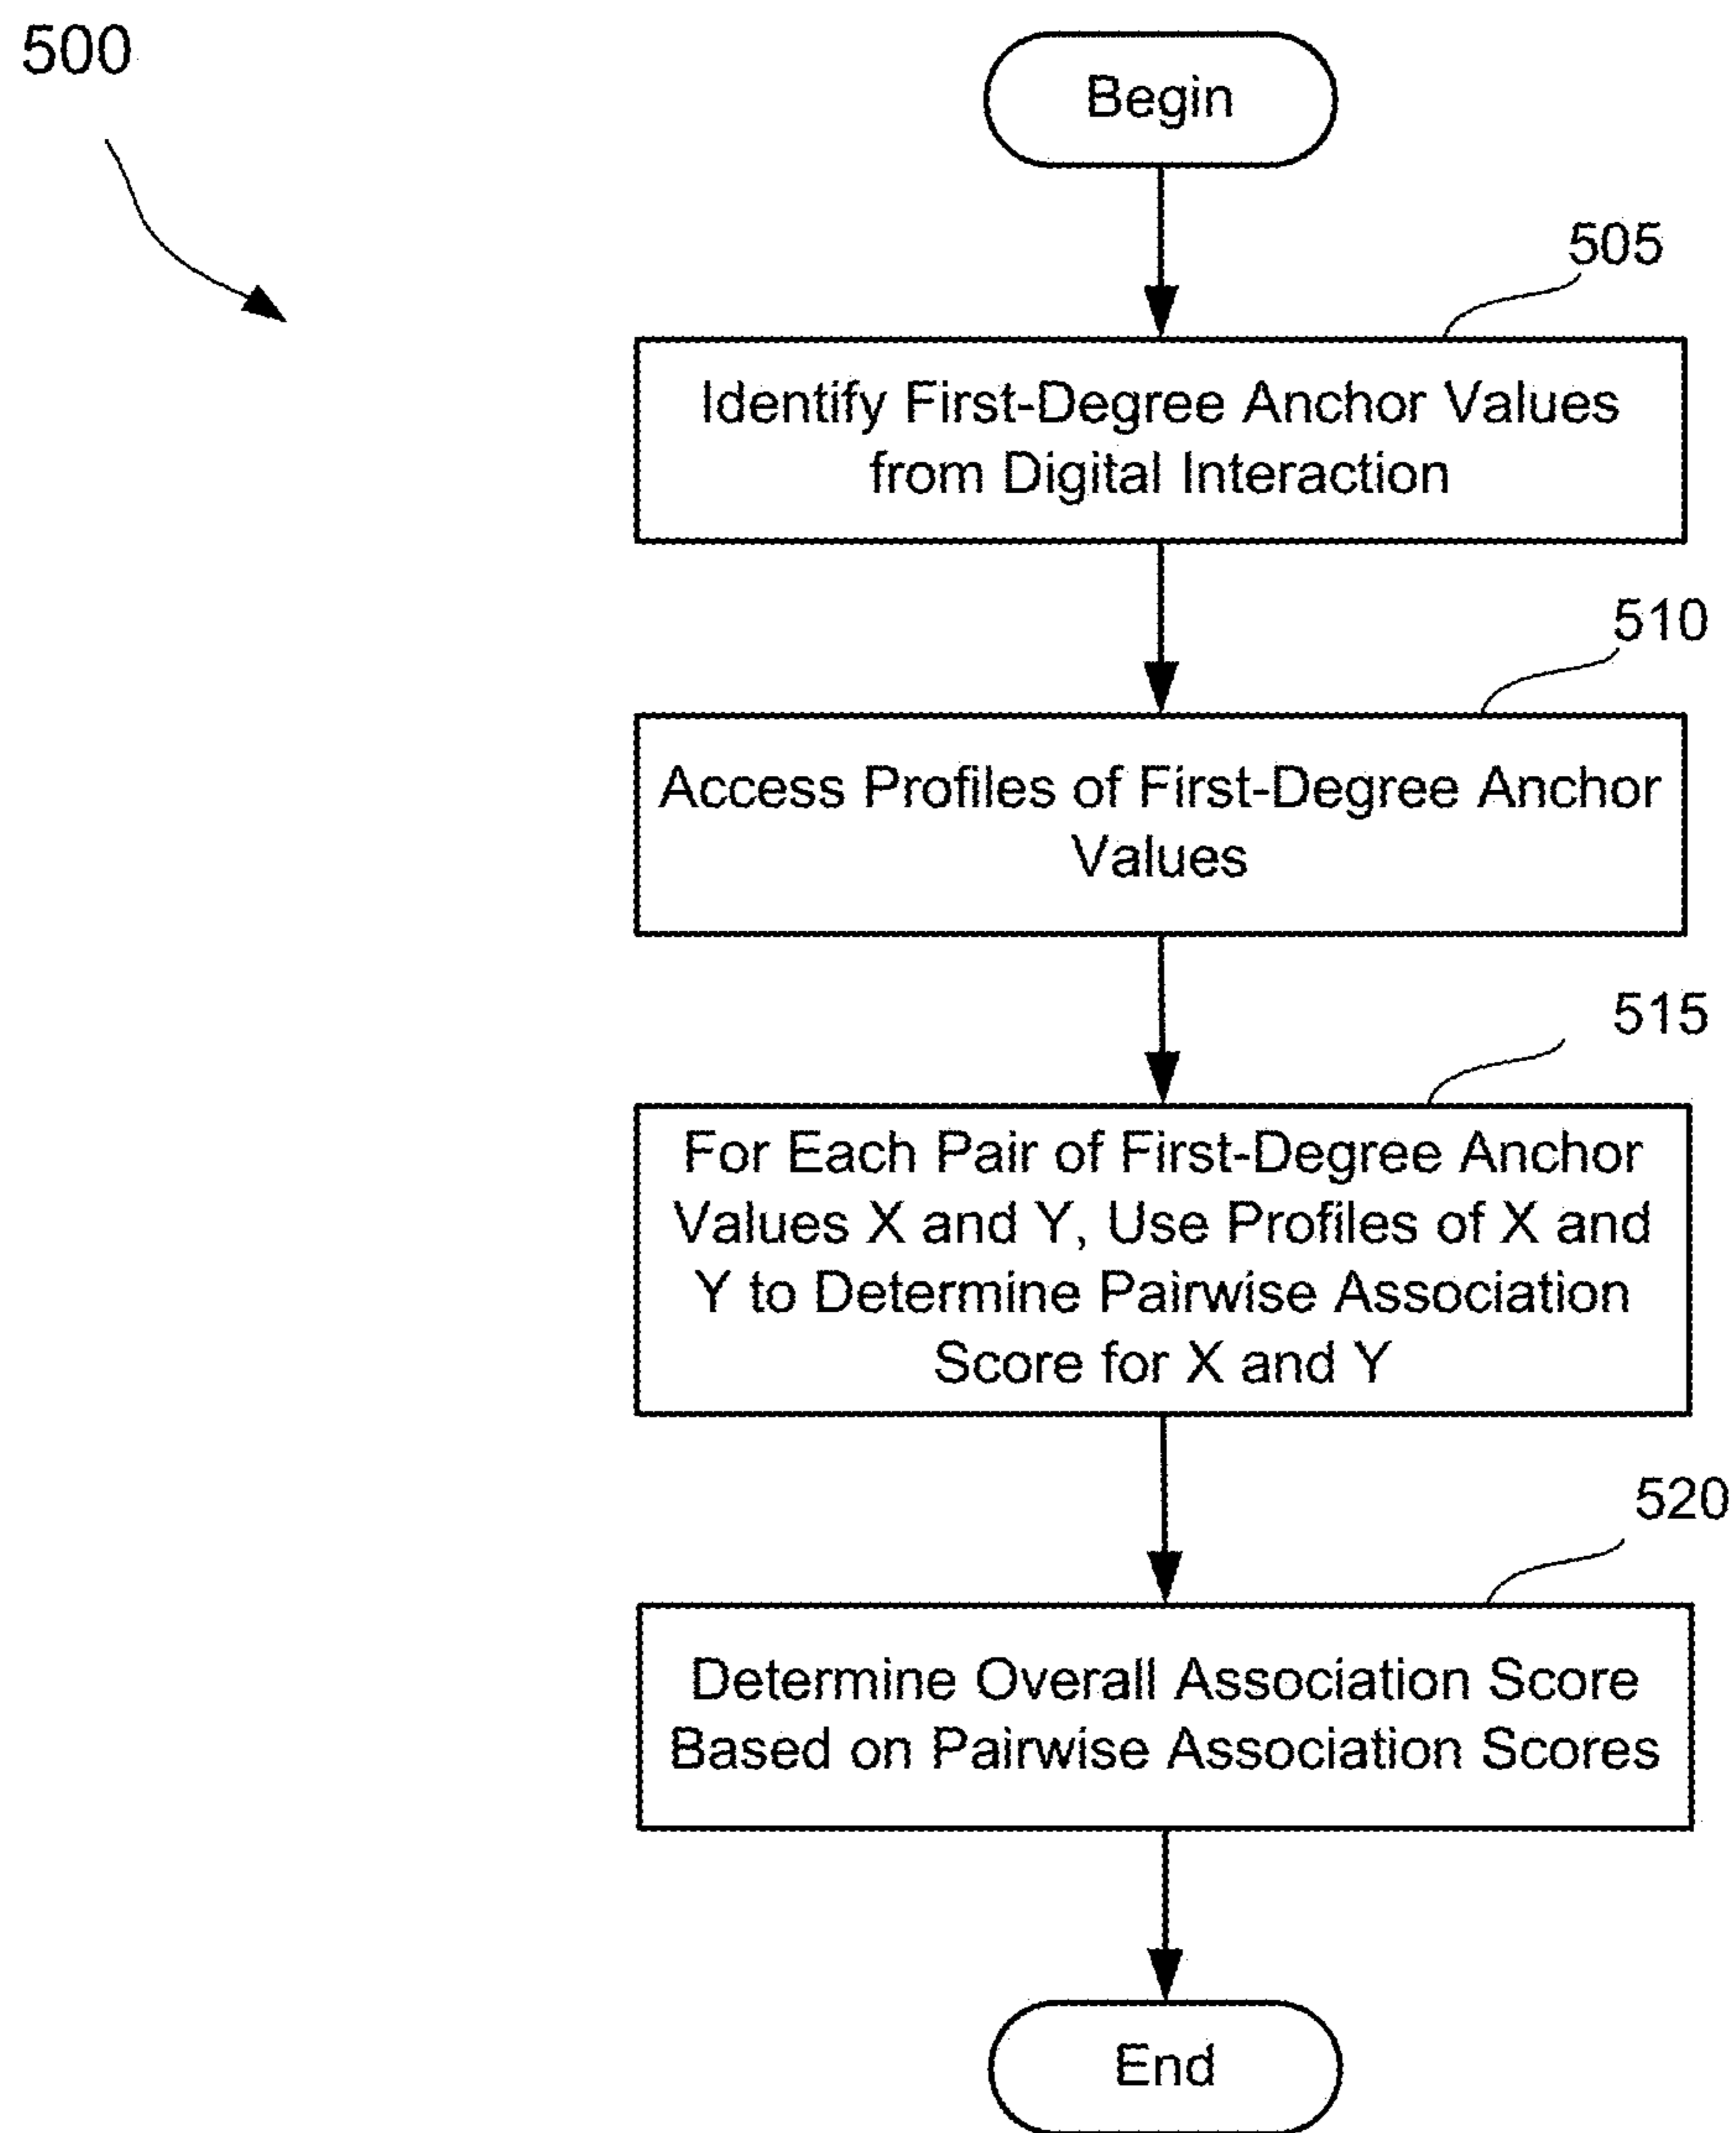 500
Begin
505
Identify First-Degree Anchor Values
from Digital Interaction
510
Access Profiles of First-Degree Anchor
Values
515
For Each Pair of First-Degree Anchor
Values X and Y, Use Profiles of X and
Y to Determine Pairwise Association
Score for X and Y
520
Determine Overall Association Score
Based on Pairwise Association Scores
End